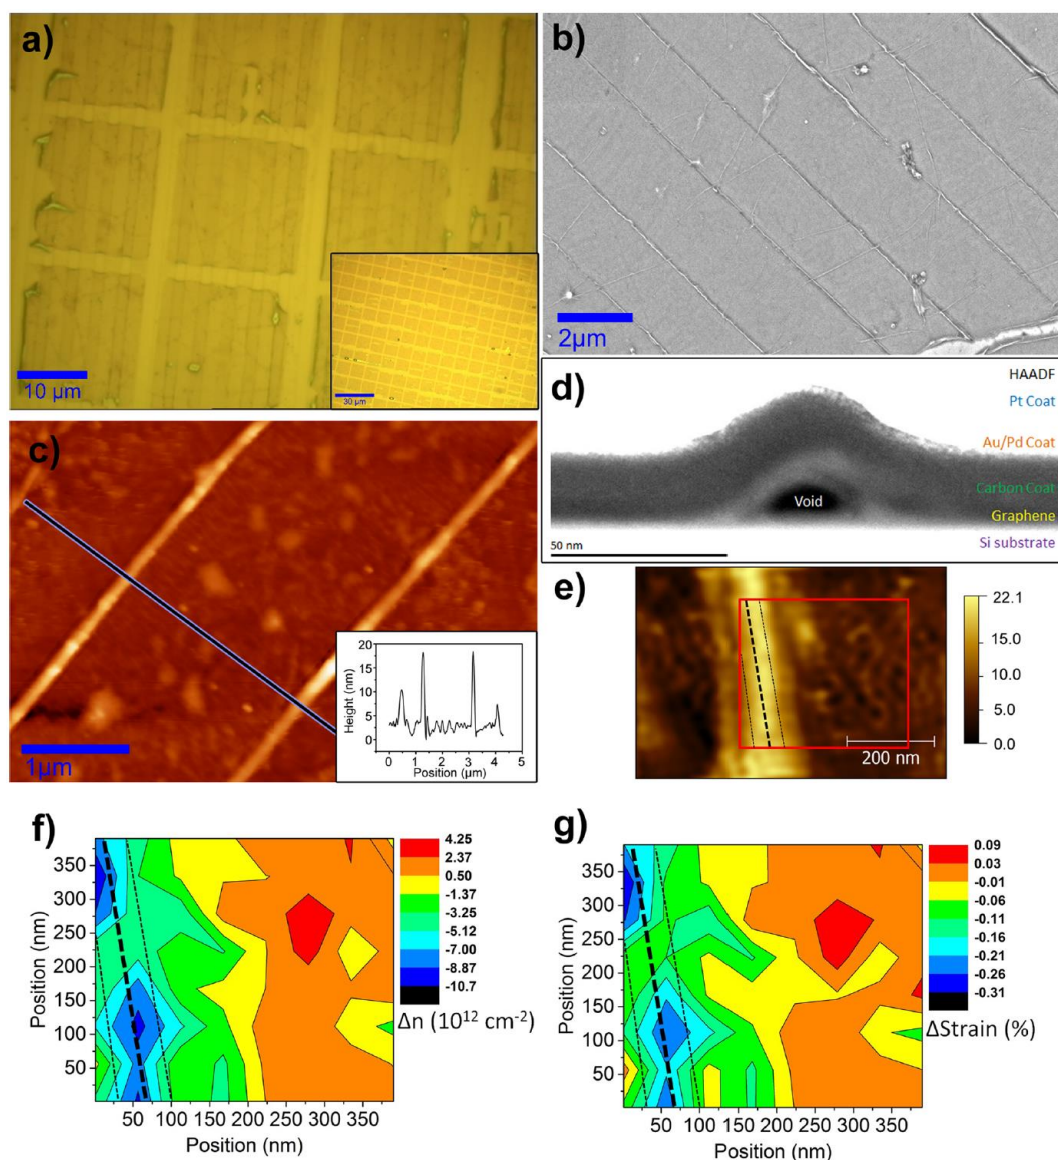 a)
10 µm
30 µm
b)
2µm
c)
1µm
20
15
10
5
0
Height (nm)
0 1 2 3 4 5
Position (µm)
d)
HAADF
Pt Coat
Au/Pd Coat
Carbon Coat
Graphene
Si substrate
Void
50 nm
e)
200 nm
22.1
15.0
10.0
5.0
0.0
f)
350
300
250
200
150
100
50
Position (nm)
50 100 150 200 250 300 350
Position (nm)
4.25
2.37
0.50
-1.37
-3.25
-5.12
-7.00
-8.87
-10.7
Δn (10¹² cm⁻²)
g)
350
300
250
200
150
100
50
Position (nm)
50 100 150 200 250 300 350
Position (nm)
0.09
0.03
-0.01
-0.06
-0.11
-0.16
-0.21
-0.26
-0.31
ΔStrain (%)